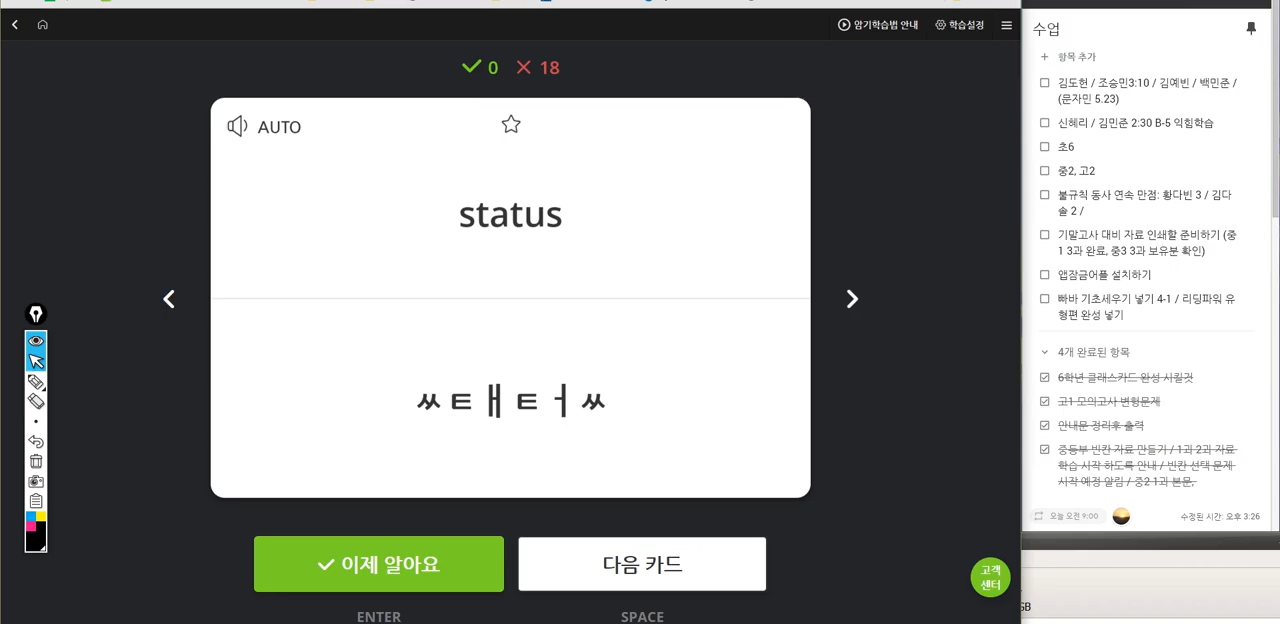 암기학습법 안내
학습설정
0
18
AUTO
status
ㅆㅌㅐㅌㅓㅆ
이제 알아요
다음 카드
ENTER
SPACE
고객
센터
수업
항목 추가
김도헌 / 조승민3:10 / 김예빈 / 백민준 /
(문자민 5.23)
신혜리 / 김민준 2:30 B-5 익힘학습
초6
중2, 고2
불규칙 동사 연속 만점: 황다빈 3 / 김다
솔 2 /
기말고사 대비 자료 인쇄할 준비하기 (중
1 3과 완료, 중3 3과 보유분 확인)
앱잠금어플 설치하기
빠바 기초세우기 넣기 4-1 / 리딩파워 유
형편 완성 넣기
4개 완료된 항목
6학년 클래스카드 완성 시킬것
고1 모의고사 변형문제
안내문 정리후 출력
중등부 빈칸 자료 만들기 / 1과 2과 자료
학습 시작 하도록 안내 / 빈칸 선택 문제
시작 예정 알림 / 중2 1과 본문,
오늘 오전 9:00
수정된 시간: 오후 3:26
GB